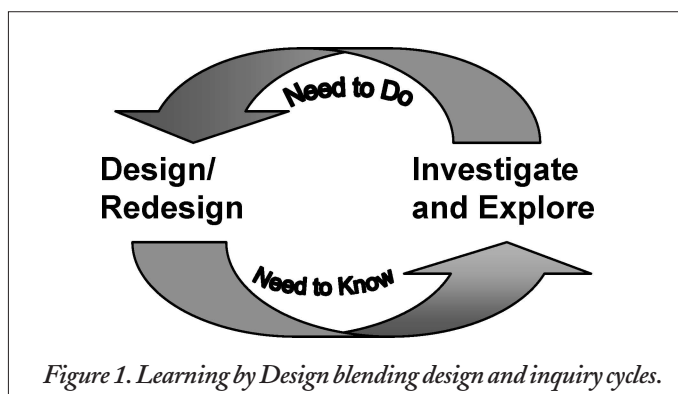 Need to Do
Design/
Redesign
Investigate
and Explore
Need to Know
Figure 1. Learning by Design blending design and inquiry cycles.